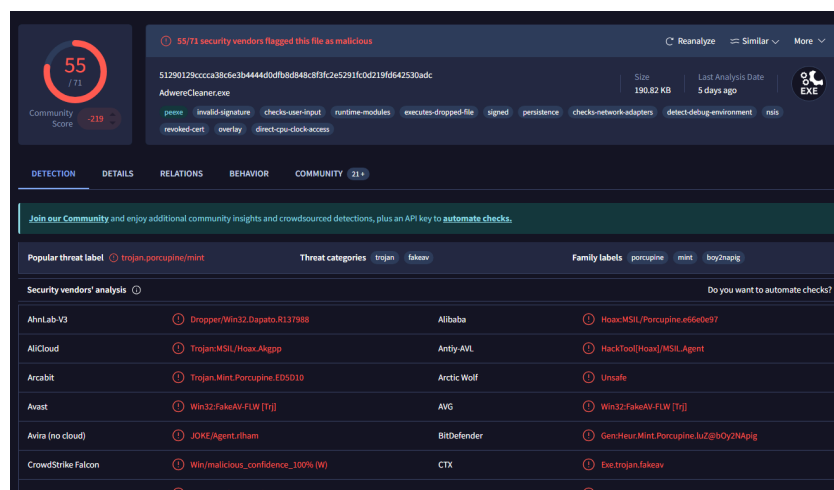 55
/ 71
Community Score
-219
55/71 security vendors flagged this file as malicious
Reanalyze
Similar
More
51290129cccca38c6e3b4444d0dfb8d848c8f3fc2e5291fc0d219fd642530adc
AdwereCleaner.exe
Size
190.82 KB
Last Analysis Date
5 days ago
EXE
peexe invalid-signature checks-user-input runtime-modules executes-dropped-file signed persistence checks-network-adapters detect-debug-environment nsis
revoked-cert overlay direct-cpu-clock-access
DETECTION DETAILS RELATIONS BEHAVIOR COMMUNITY 21+
Join our Community and enjoy additional community insights and crowdsourced detections, plus an API key to automate checks.
Popular threat label trojan.porcupine/mint Threat categories trojan fakeav Family labels porcupine mint boy2napig
Security vendors' analysis Do you want to automate checks?
AhnLab-V3 Dropper/Win32.Dapato.R137988 Alibaba Hoax:MSIL/Porcupine.e66e0e97
AliCloud Trojan:MSIL/Hoax.Akgpp Antiy-AVL HackTool[Hoax]/MSIL.Agent
Arcabit Trojan.Mint.Porcupine.ED5D10 Arctic Wolf Unsafe
Avast Win32:FakeAV-FLW [Trj] AVG Win32:FakeAV-FLW [Trj]
Avira (no cloud) JOKE/Agent.rlham BitDefender Gen:Heur.Mint.Porcupine.luZ@bOy2NApig
CrowdStrike Falcon Win/malicious_confidence_100% (W) CTX Exe.trojan.fakeav